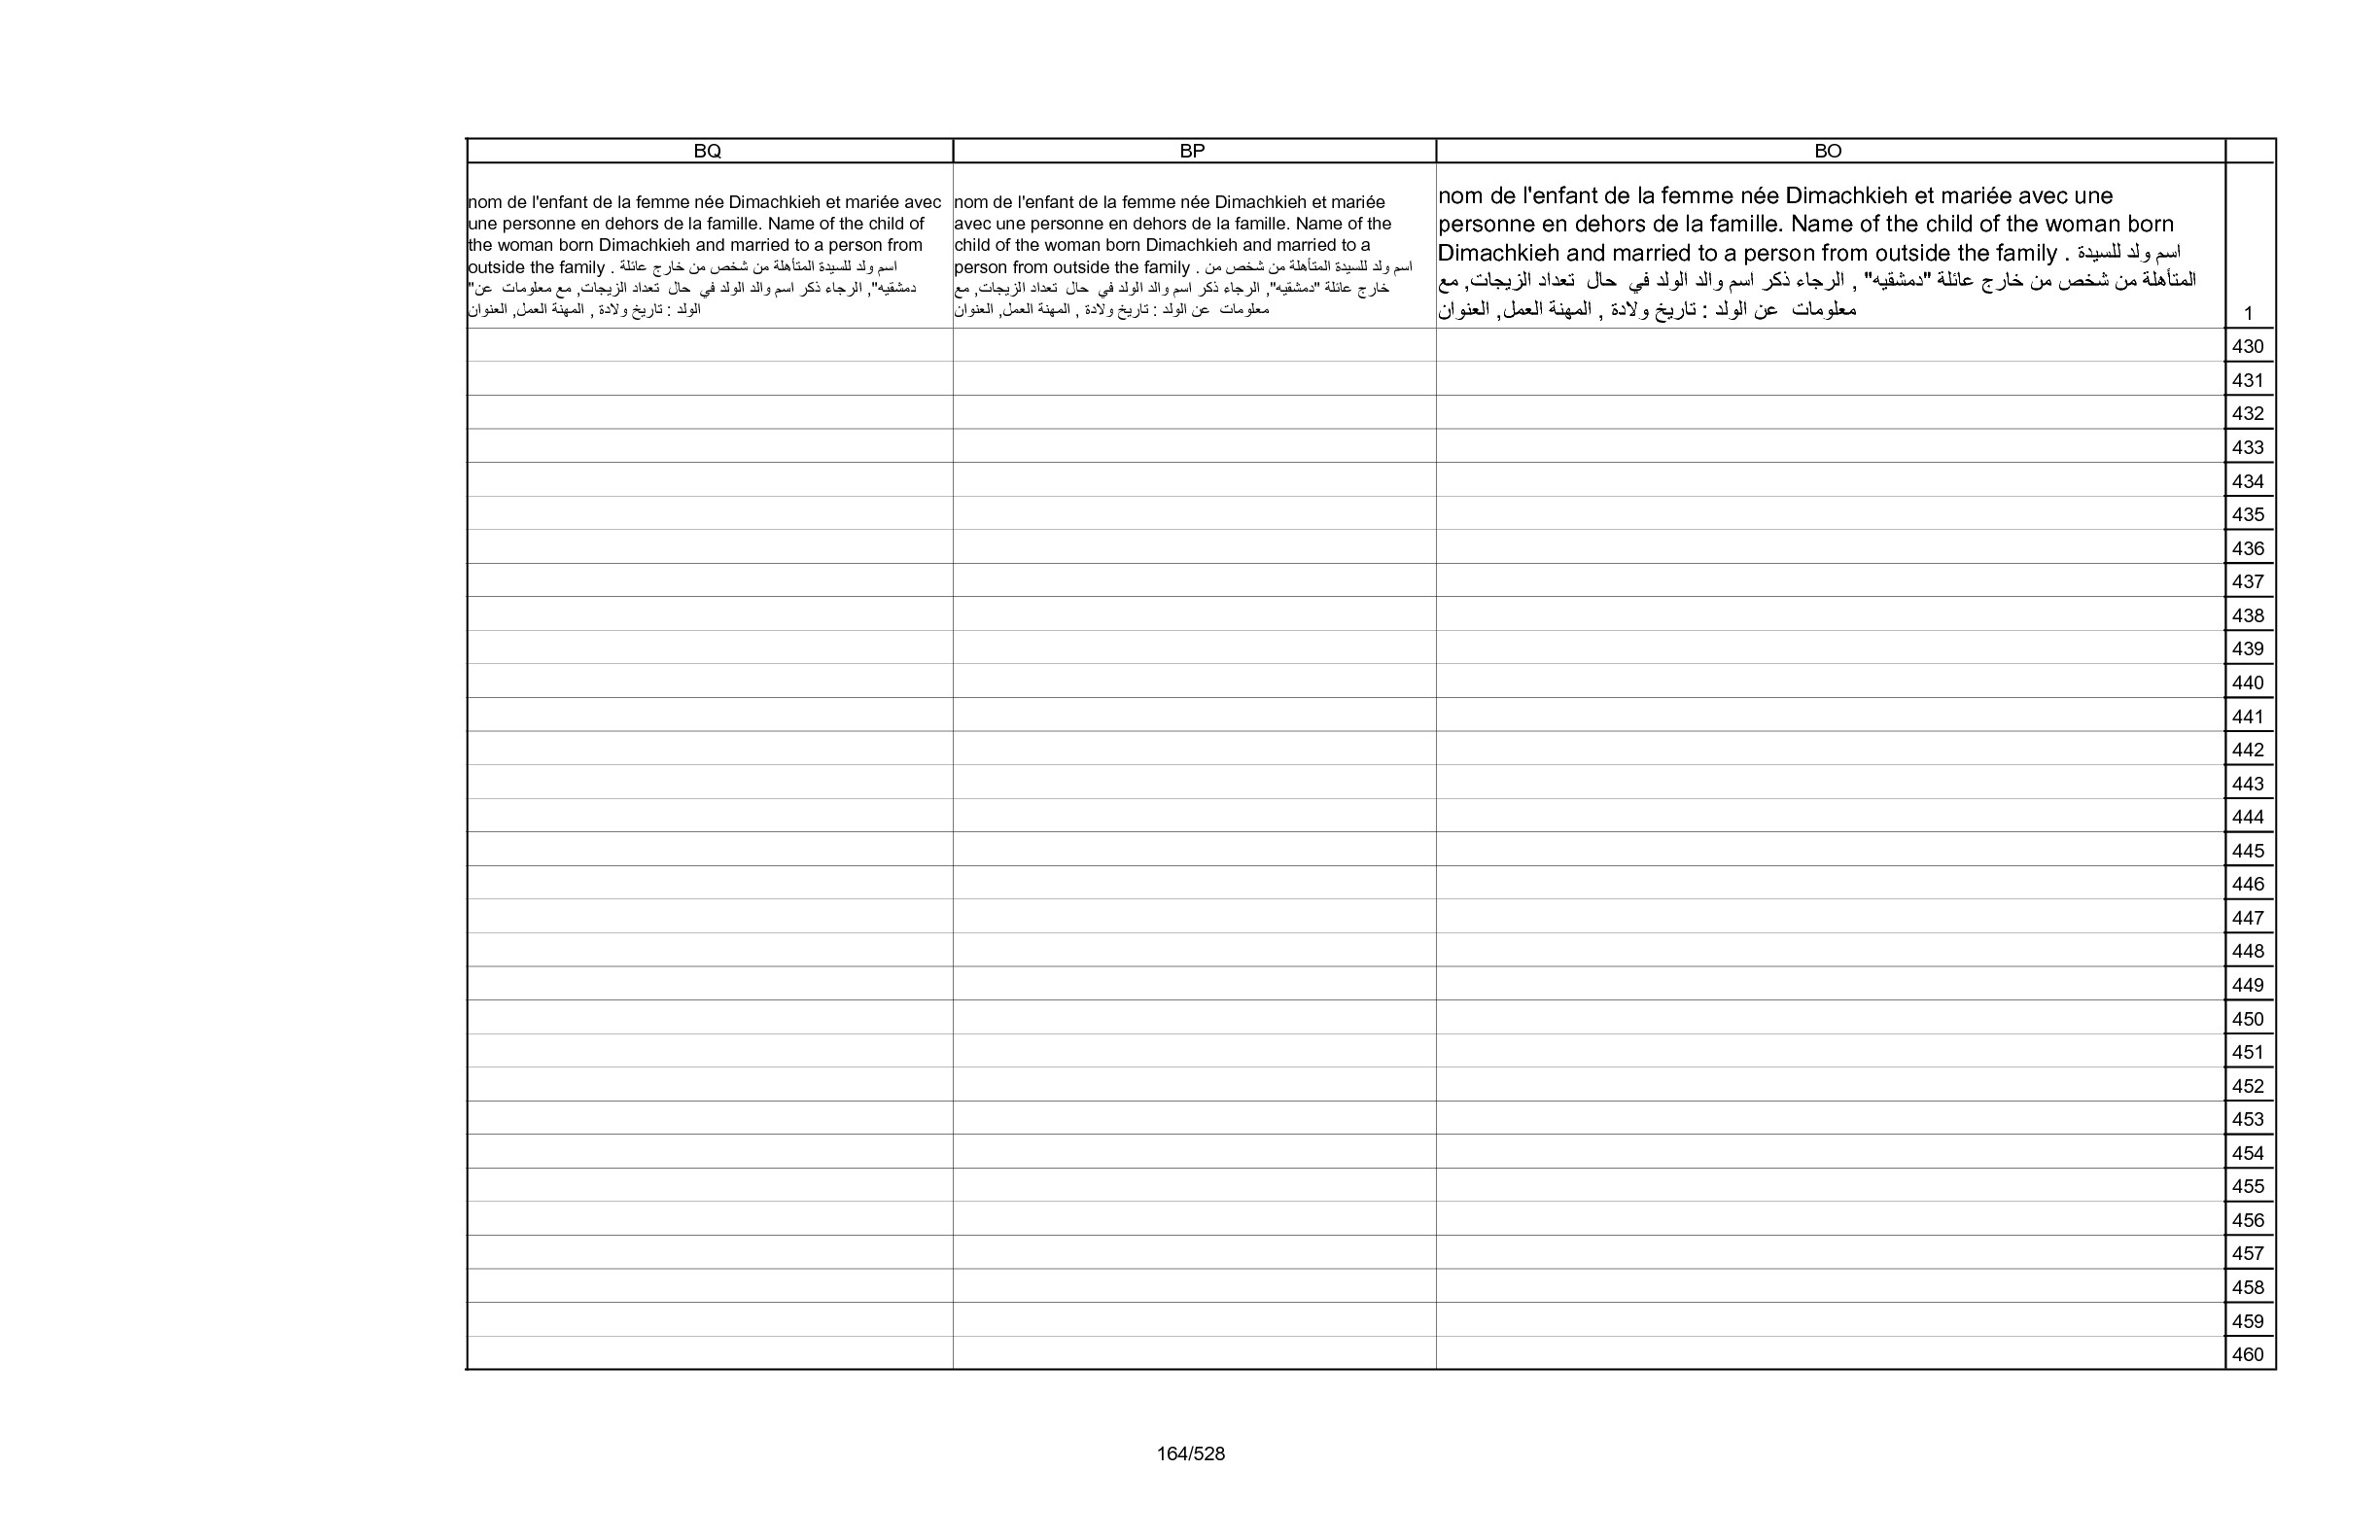 BQ
BP
BO
nom de l'enfant de la femme née Dimachkieh et mariée avec
une personne en dehors de la famille. Name of the child of
the woman born Dimachkieh and married to a person from
outside the family . اسم ولد للسيدة المتأهلة من شخص من خارج عائلة
"دمشقيه", الرجاء ذكر اسم والد الولد في حال تعداد الزيجات, مع معلومات عن
الولد : تاريخ ولادة , المهنة العمل, العنوان
nom de l'enfant de la femme née Dimachkieh et mariée
avec une personne en dehors de la famille. Name of the
child of the woman born Dimachkieh and married to a
person from outside the family . اسم ولد للسيدة المتأهلة من شخص من
خارج عائلة "دمشقيه", الرجاء ذكر اسم والد الولد في حال تعداد الزيجات, مع
معلومات عن الولد : تاريخ ولادة , المهنة العمل, العنوان
nom de l'enfant de la femme née Dimachkieh et mariée avec une
personne en dehors de la famille. Name of the child of the woman born
Dimachkieh and married to a person from outside the family . اسم ولد للسيدة
المتأهلة من شخص من خارج عائلة "دمشقيه" , الرجاء ذكر اسم والد الولد في حال تعداد الزيجات, مع
معلومات عن الولد : تاريخ ولادة , المهنة العمل, العنوان
1
430
431
432
433
434
435
436
437
438
439
440
441
442
443
444
445
446
447
448
449
450
451
452
453
454
455
456
457
458
459
460
164/528